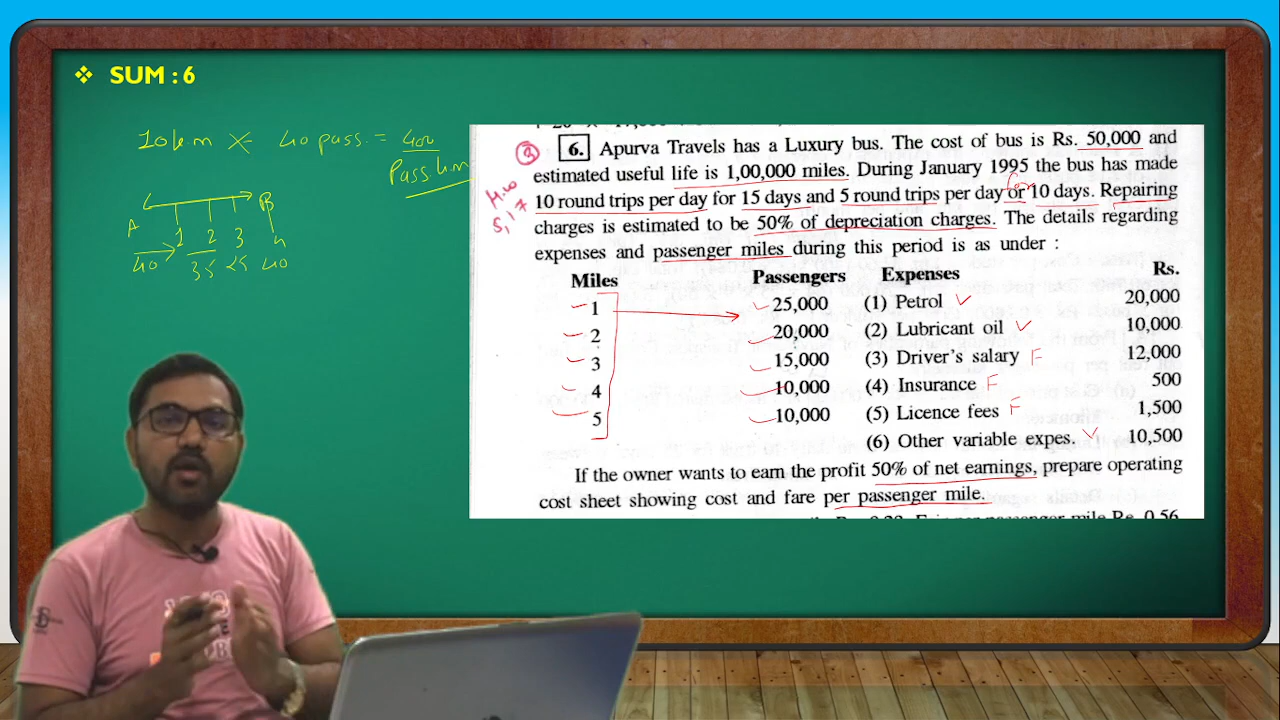 ❖ SUM : 6
10km × 40 pass. = 400
Pass. k.m
A B
1 2 3 4
40 35 25 40
6. Apurva Travels has a Luxury bus. The cost of bus is Rs. 50,000 and
estimated useful life is 1,00,000 miles. During January 1995 the bus has made
for
10 round trips per day for 15 days and 5 round trips per day or 10 days. Repairing
charges is estimated to be 50% of depreciation charges. The details regarding
expenses and passenger miles during this period is as under :
Miles Passengers Expenses Rs.
1 25,000 (1) Petrol 20,000
2 20,000 (2) Lubricant oil 10,000
3 15,000 (3) Driver's salary F 12,000
4 10,000 (4) Insurance F 500
5 10,000 (5) Licence fees F 1,500
(6) Other variable expes. V 10,500
If the owner wants to earn the profit 50% of net earnings, prepare operating
cost sheet showing cost and fare per passenger mile.